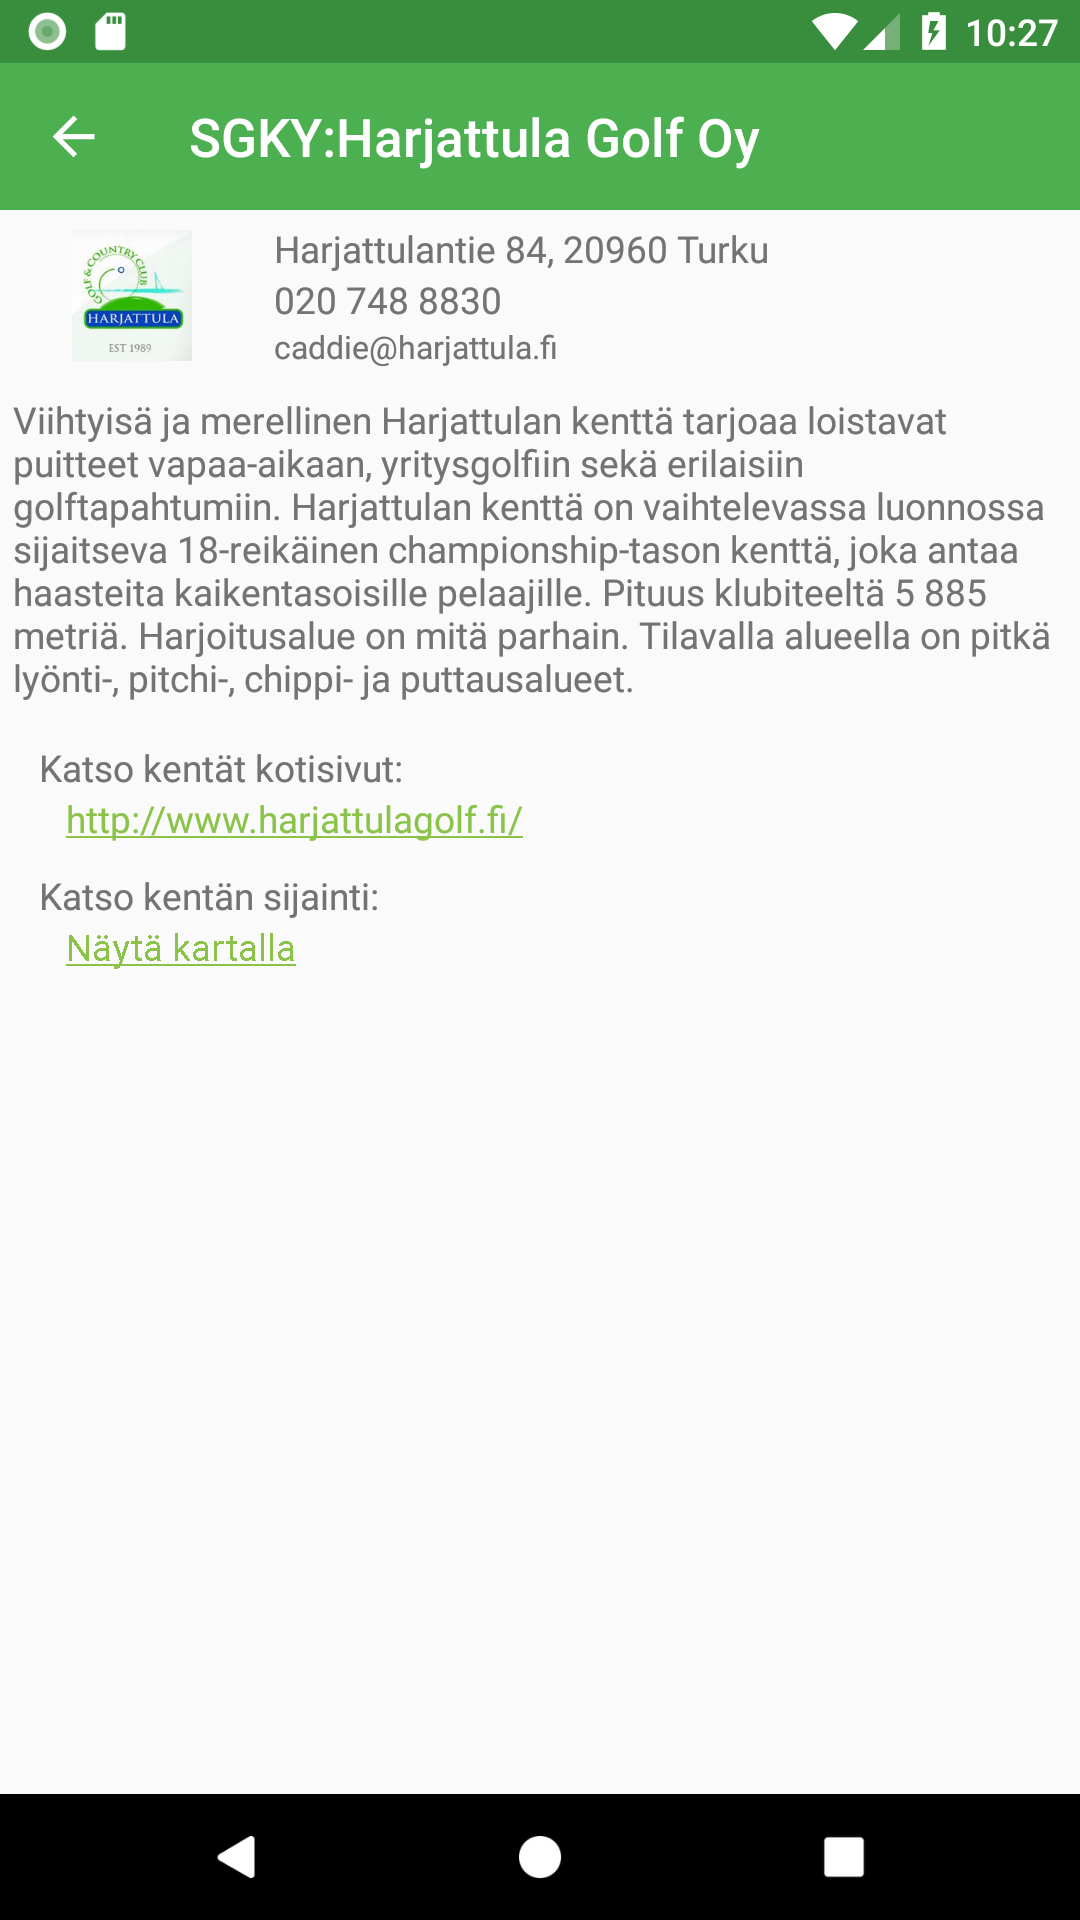 10:27
SGKY:Harjattula Golf Oy
GOLF & COUNTRY CLUB
HARJATTULA
EST 1989
Harjattulantie 84, 20960 Turku
020 748 8830
caddie@harjattula.fi
Viihtyisä ja merellinen Harjattulan kenttä tarjoaa loistavat
puitteet vapaa-aikaan, yritysgolfiin sekä erilaisiin
golftapahtumiin. Harjattulan kenttä on vaihtelevassa luonnossa
sijaitseva 18-reikäinen championship-tason kenttä, joka antaa
haasteita kaikentasoisille pelaajille. Pituus klubiteeltä 5 885
metriä. Harjoitusalue on mitä parhain. Tilavalla alueella on pitkä
lyönti-, pitchi-, chippi- ja puttausalueet.
Katso kentät kotisivut:
http://www.harjattulagolf.fi/
Katso kentän sijainti:
Näytä kartalla